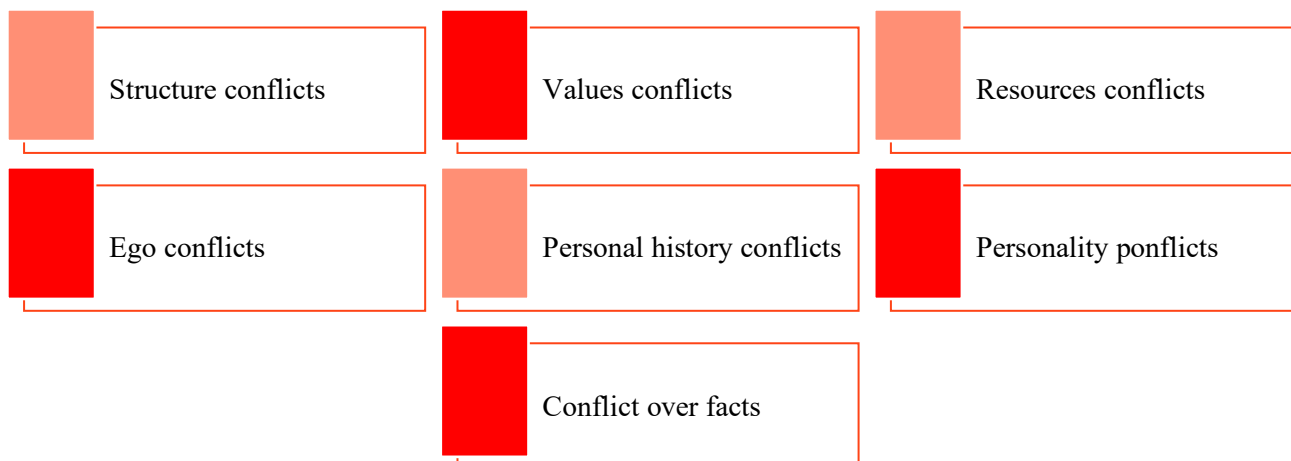 Structure conflicts
Values conflicts
Resources conflicts
Ego conflicts
Personal history conflicts
Personality ponflicts
Conflict over facts